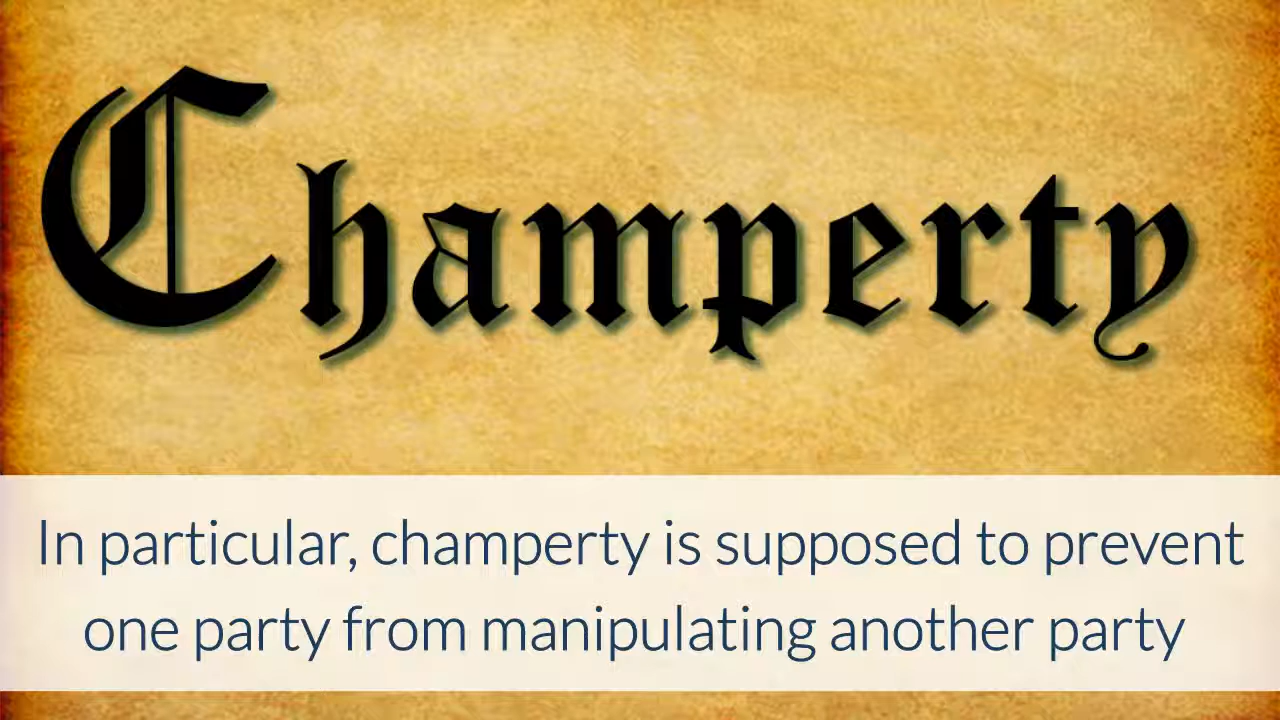 Champerty
In particular, champerty is supposed to prevent
one party from manipulating another party